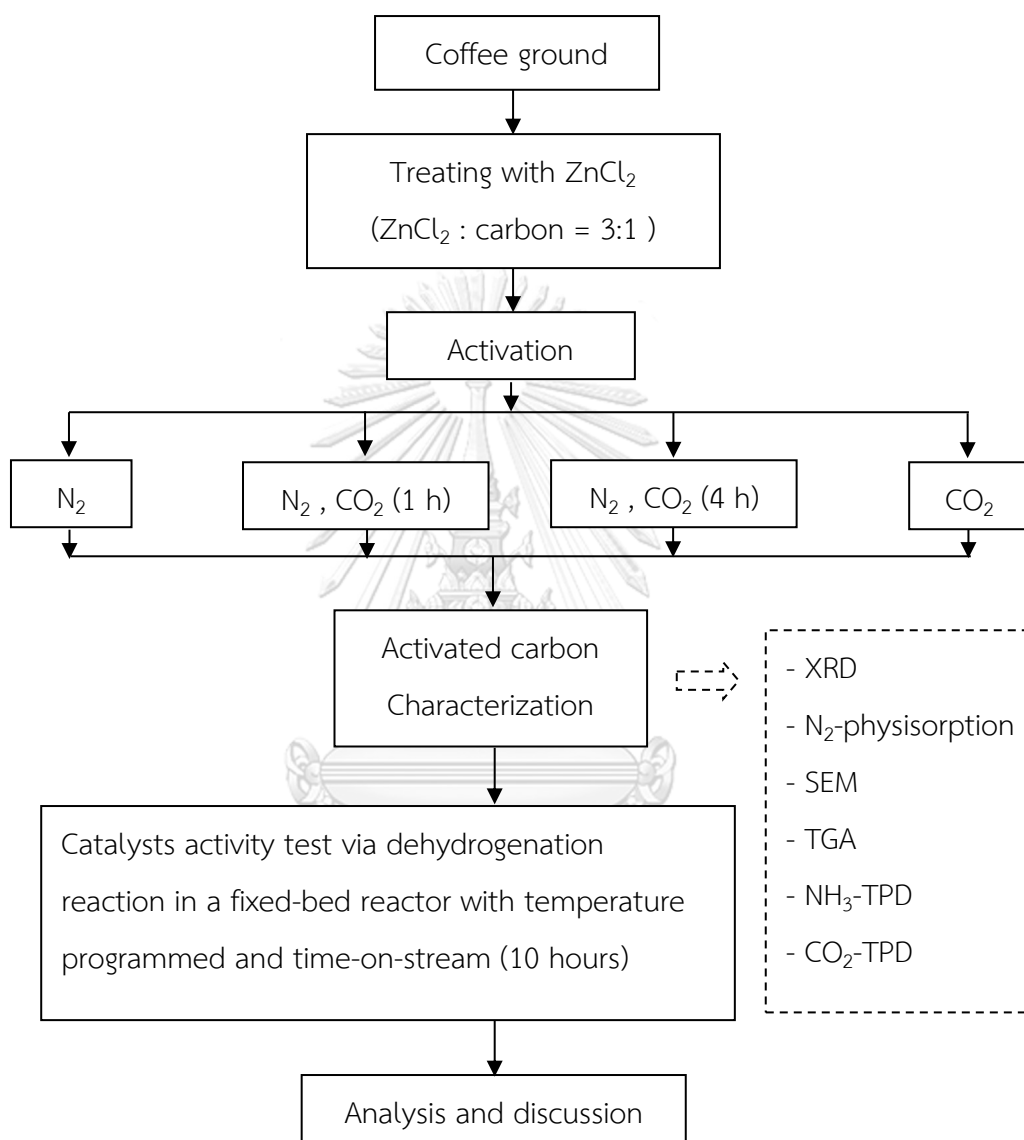 Coffee ground
Treating with ZnCl₂
(ZnCl₂ : carbon = 3:1 )
Activation
N₂
N₂ , CO₂ (1 h)
N₂ , CO₂ (4 h)
CO₂
Activated carbon
Characterization
- XRD
- N₂-physisorption
- SEM
- TGA
- NH₃-TPD
- CO₂-TPD
Catalysts activity test via dehydrogenation
reaction in a fixed-bed reactor with temperature
programmed and time-on-stream (10 hours)
Analysis and discussion